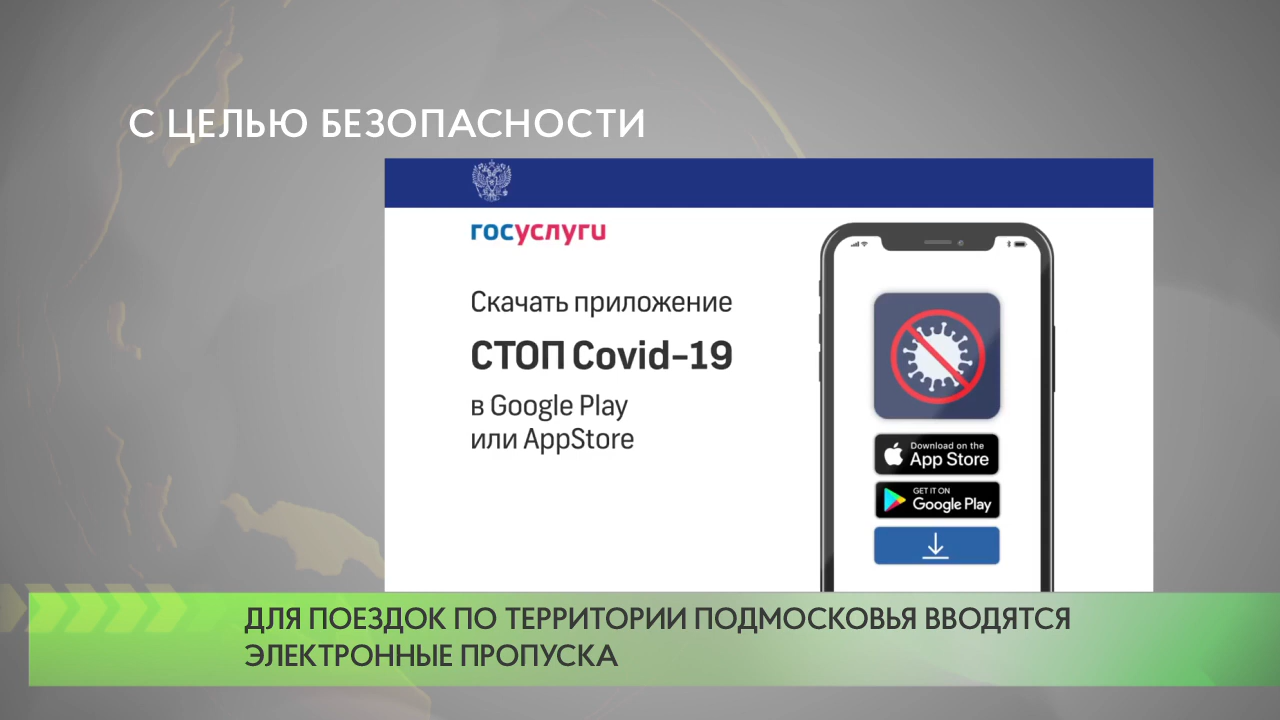 С ЦЕЛЬЮ БЕЗОПАСНОСТИ
госуслуги
Скачать приложение
СТОП Covid-19
в Google Play
или AppStore
Download on the
App Store
GET IT ON
Google Play
ДЛЯ ПОЕЗДОК ПО ТЕРРИТОРИИ ПОДМОСКОВЬЯ ВВОДЯТСЯ
ЭЛЕКТРОННЫЕ ПРОПУСКА